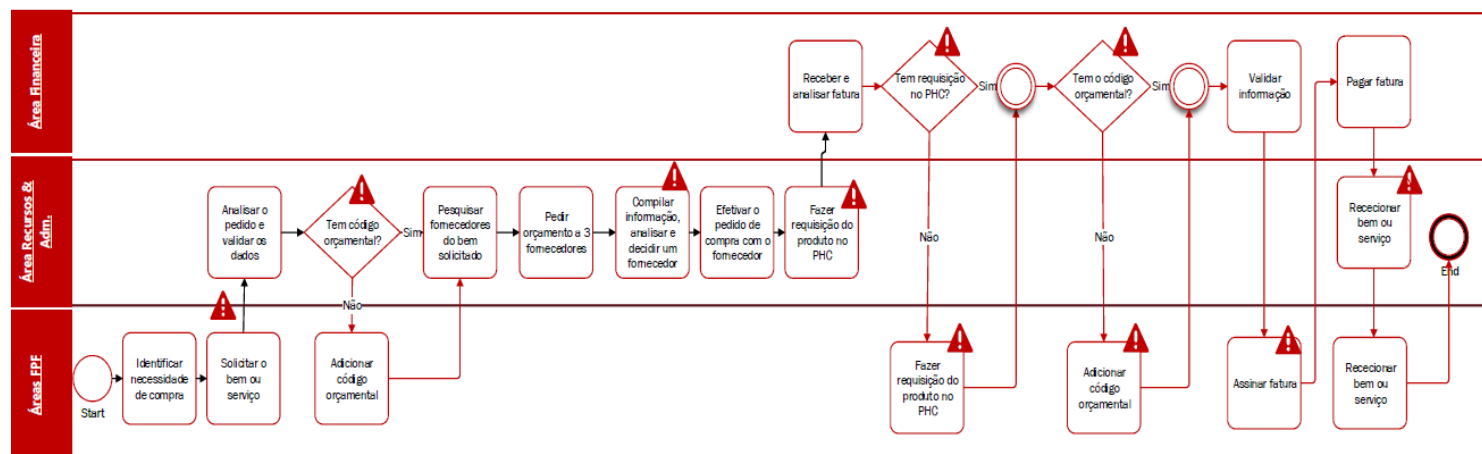 Área Financeira
Receber e
analisar fatura
Tem requisição
no PHC?
Sim
Tem o código
orçamental?
Sim
Validar
informação
Pagar fatura
Não
Não
Área Recursos &
Adm.
Analisar o
pedido e
validar os
dados
Tem código
orçamental?
Sim
Pesquisar
fornecedores
do bem
solicitado
Pedir
orçamento a 3
fornecedores
Compilar
informação,
analisar e
decidir um
fornecedor
Efetivar o
pedido de
compra com o
fornecedor
Fazer
requisição do
produto no
PHC
Rececionar
bem ou
serviço
End
Não
Áreas FPF
Start
Identificar
necessidade
de compra
Solicitar o
bem ou
serviço
Adicionar
código
orçamental
Fazer
requisição do
produto no
PHC
Adicionar
código
orçamental
Assinar fatura
Rececionar
bem ou
serviço